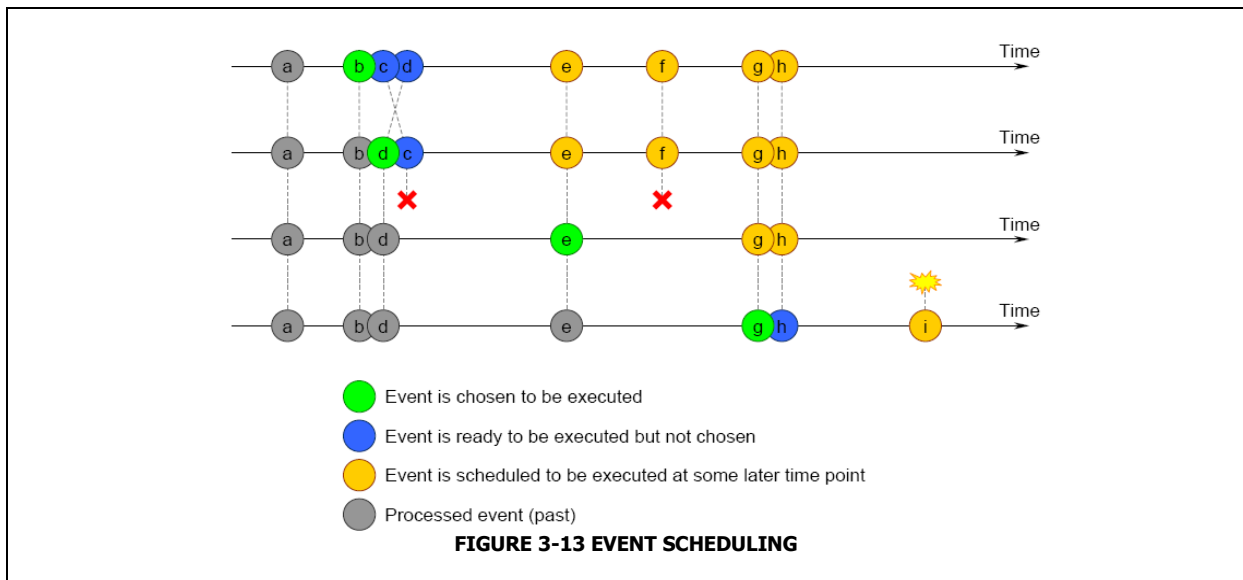 Time
a b c d e f g h
Time
a b d c e f g h
Time
a b d e g h
Time
a b d e g h i
Event is chosen to be executed
Event is ready to be executed but not chosen
Event is scheduled to be executed at some later time point
Processed event (past)
FIGURE 3-13 EVENT SCHEDULING